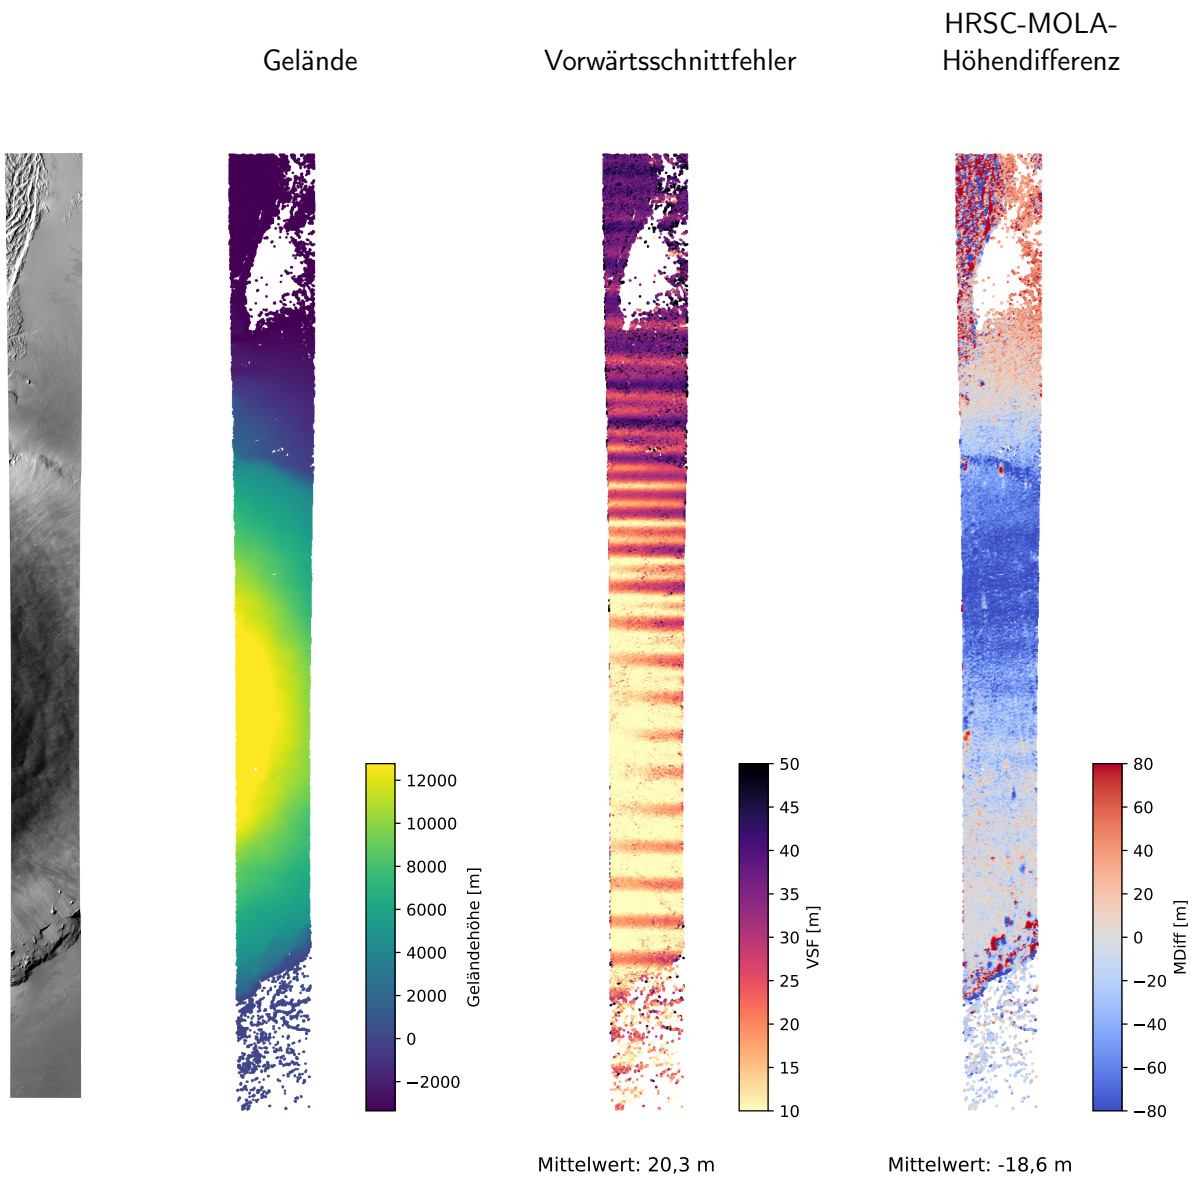 HRSC-MOLA-
Gelände
Vorwärtsschnittfehler
Höhendifferenz
12000
10000
8000
6000
4000
2000
0
−2000
Geländehöhe [m]
50
45
40
35
30
25
20
15
10
VSF [m]
80
60
40
20
0
−20
−40
−60
−80
MDiff [m]
Mittelwert: 20,3 m
Mittelwert: -18,6 m